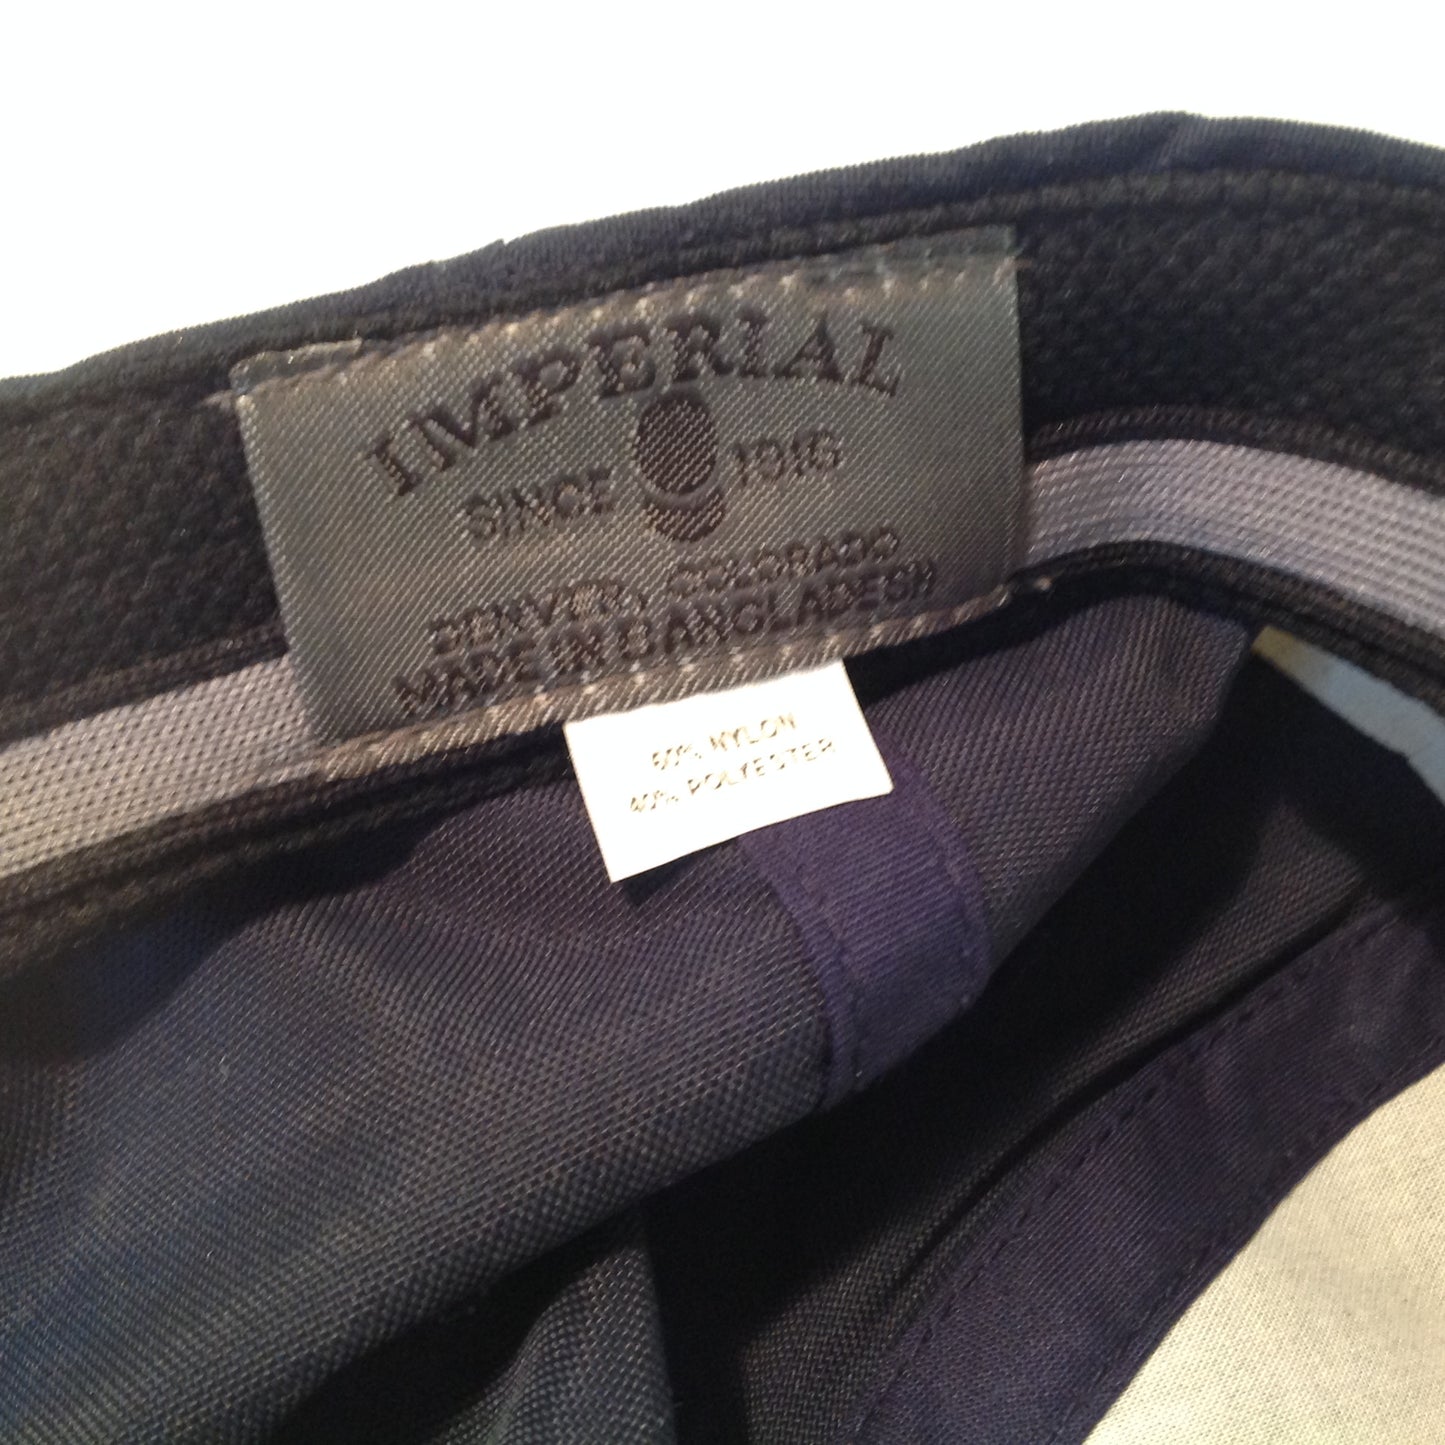 IMPERIAL
SINCE 1916
DENVER, COLORADO
MADE IN BANGLADESH
60% NYLON
40% POLYESTER